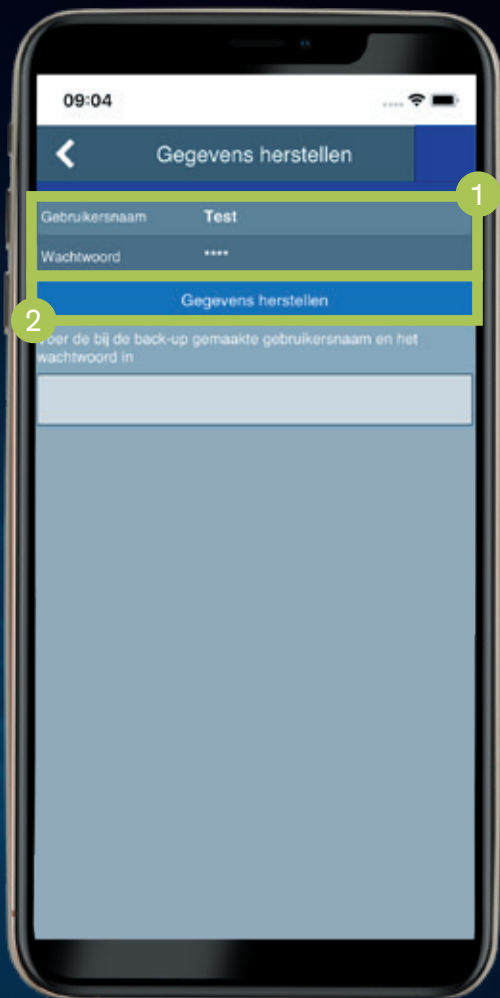 09:04
Gegevens herstellen
1
Gebruikersnaam Test
Wachtwoord ****
Gegevens herstellen
2
de bij de back-up gemaakte gebruikersnaam en het
wachtwoord in